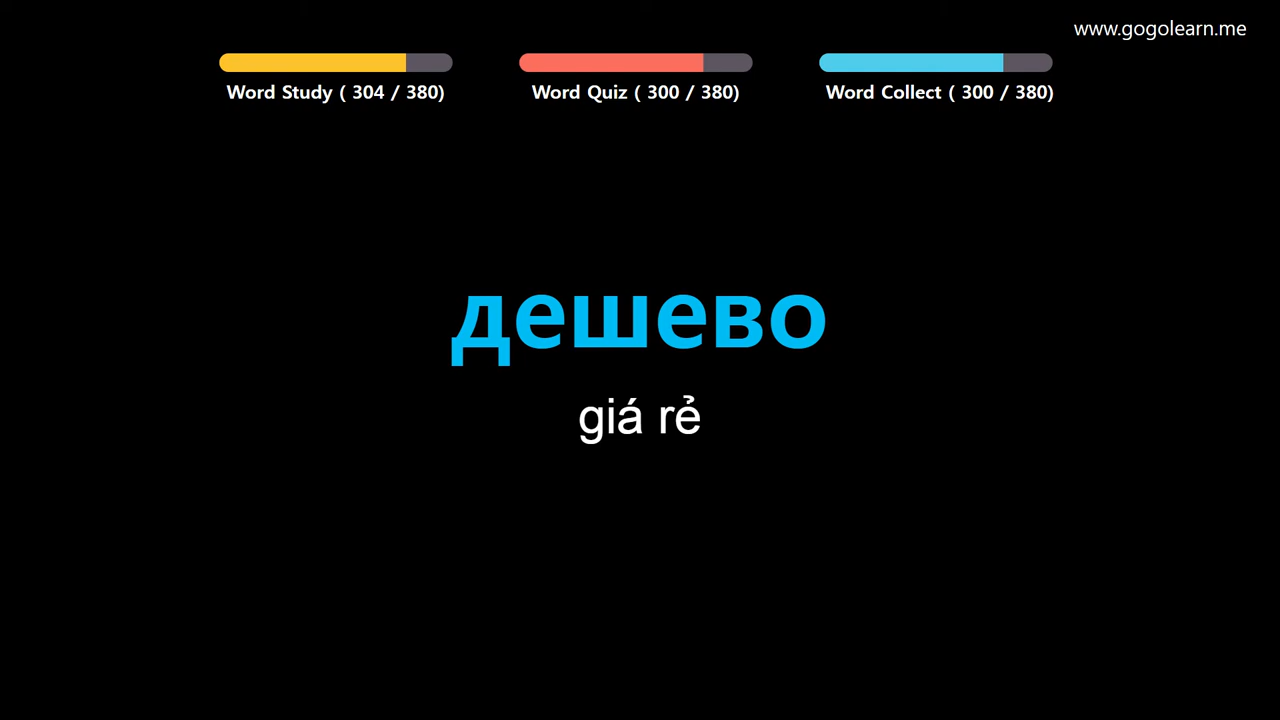 www.gogolearn.me
Word Study ( 304 / 380)
Word Quiz ( 300 / 380)
Word Collect ( 300 / 380)
дешево
giá rẻ